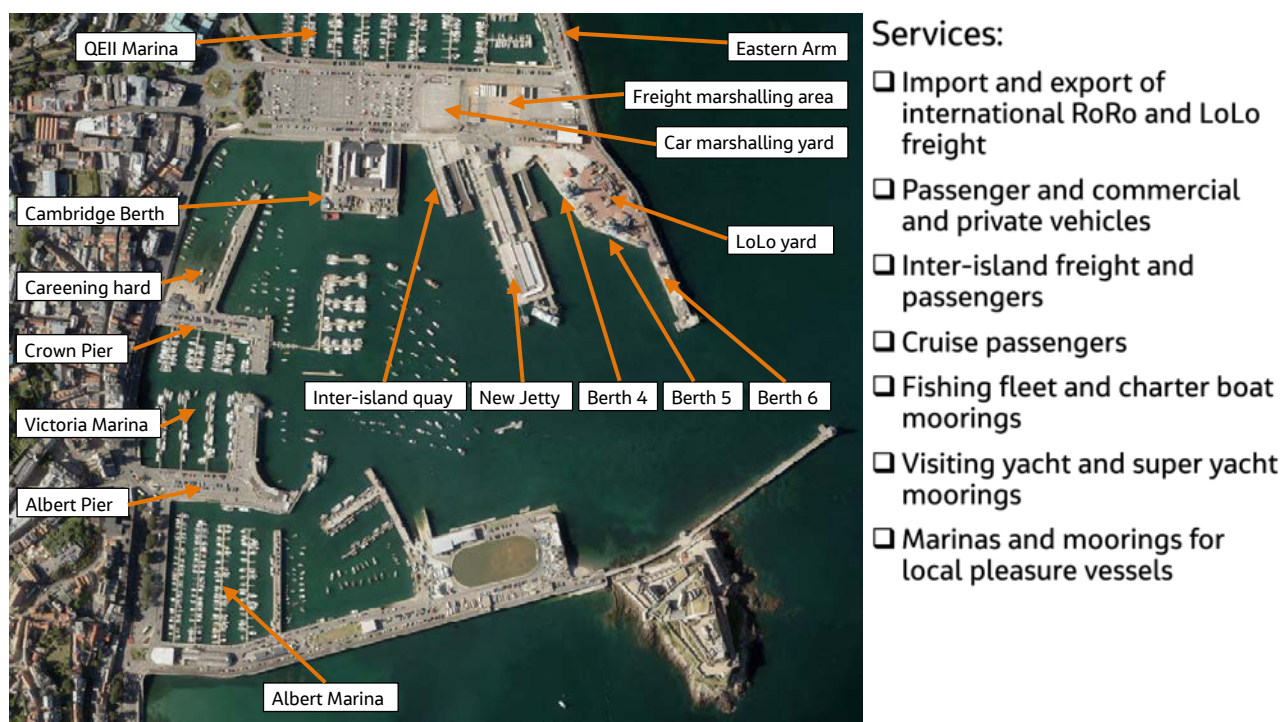 QEII Marina
Eastern Arm
Freight marshalling area
Car marshalling yard
Cambridge Berth
LoLo yard
Careening hard
Crown Pier
Inter-island quay
New Jetty
Berth 4
Berth 5
Berth 6
Victoria Marina
Albert Pier
Albert Marina
Services:
Import and export of
international RoRo and LoLo
freight
Passenger and commercial
and private vehicles
Inter-island freight and
passengers
Cruise passengers
Fishing fleet and charter boat
moorings
Visiting yacht and super yacht
moorings
Marinas and moorings for
local pleasure vessels